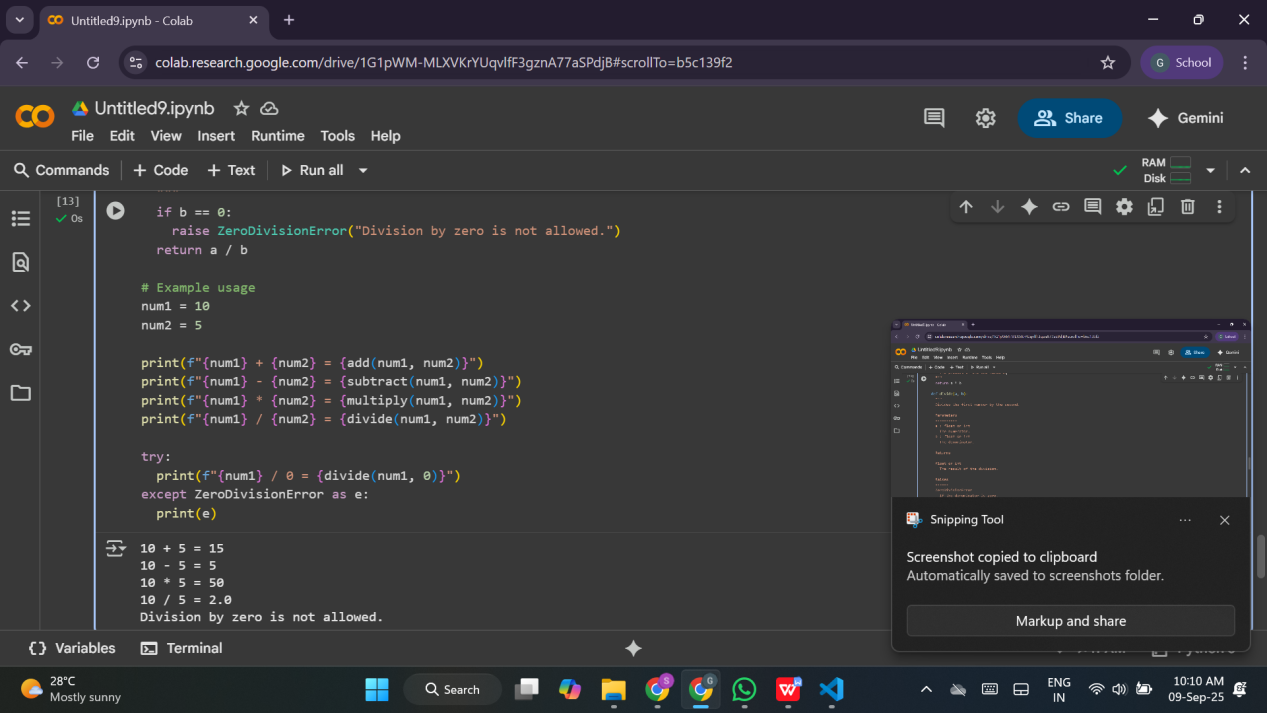 Untitled9.ipynb - Colab
colab.research.google.com/drive/1G1pWM-MLXVKrYUqvlfF3gznA77aSPdjB#scrollTo=b5c139f2
G School
Untitled9.ipynb
File Edit View Insert Runtime Tools Help
Share
Gemini
Commands + Code + Text Run all
RAM
Disk
[13]
0s
if b == 0:
raise ZeroDivisionError("Division by zero is not allowed.")
return a / b
# Example usage
num1 = 10
num2 = 5
print(f"{num1} + {num2} = {add(num1, num2)}")
print(f"{num1} - {num2} = {subtract(num1, num2)}")
print(f"{num1} * {num2} = {multiply(num1, num2)}")
print(f"{num1} / {num2} = {divide(num1, num2)}")
try:
print(f"{num1} / 0 = {divide(num1, 0)}")
except ZeroDivisionError as e:
print(e)
10 + 5 = 15
10 - 5 = 5
10 * 5 = 50
10 / 5 = 2.0
Division by zero is not allowed.
Snipping Tool
Screenshot copied to clipboard
Automatically saved to screenshots folder.
Markup and share
Variables Terminal
28°C
Mostly sunny
Search
ENG
IN
10:10 AM
09-Sep-25